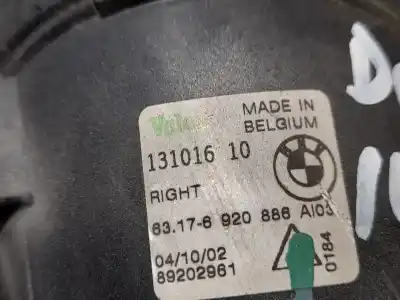 Valeo
MADE IN
BELGIUM
131016 10
RIGHT
63.17-6 920 886 AI03
04/10/02
89202961
0184